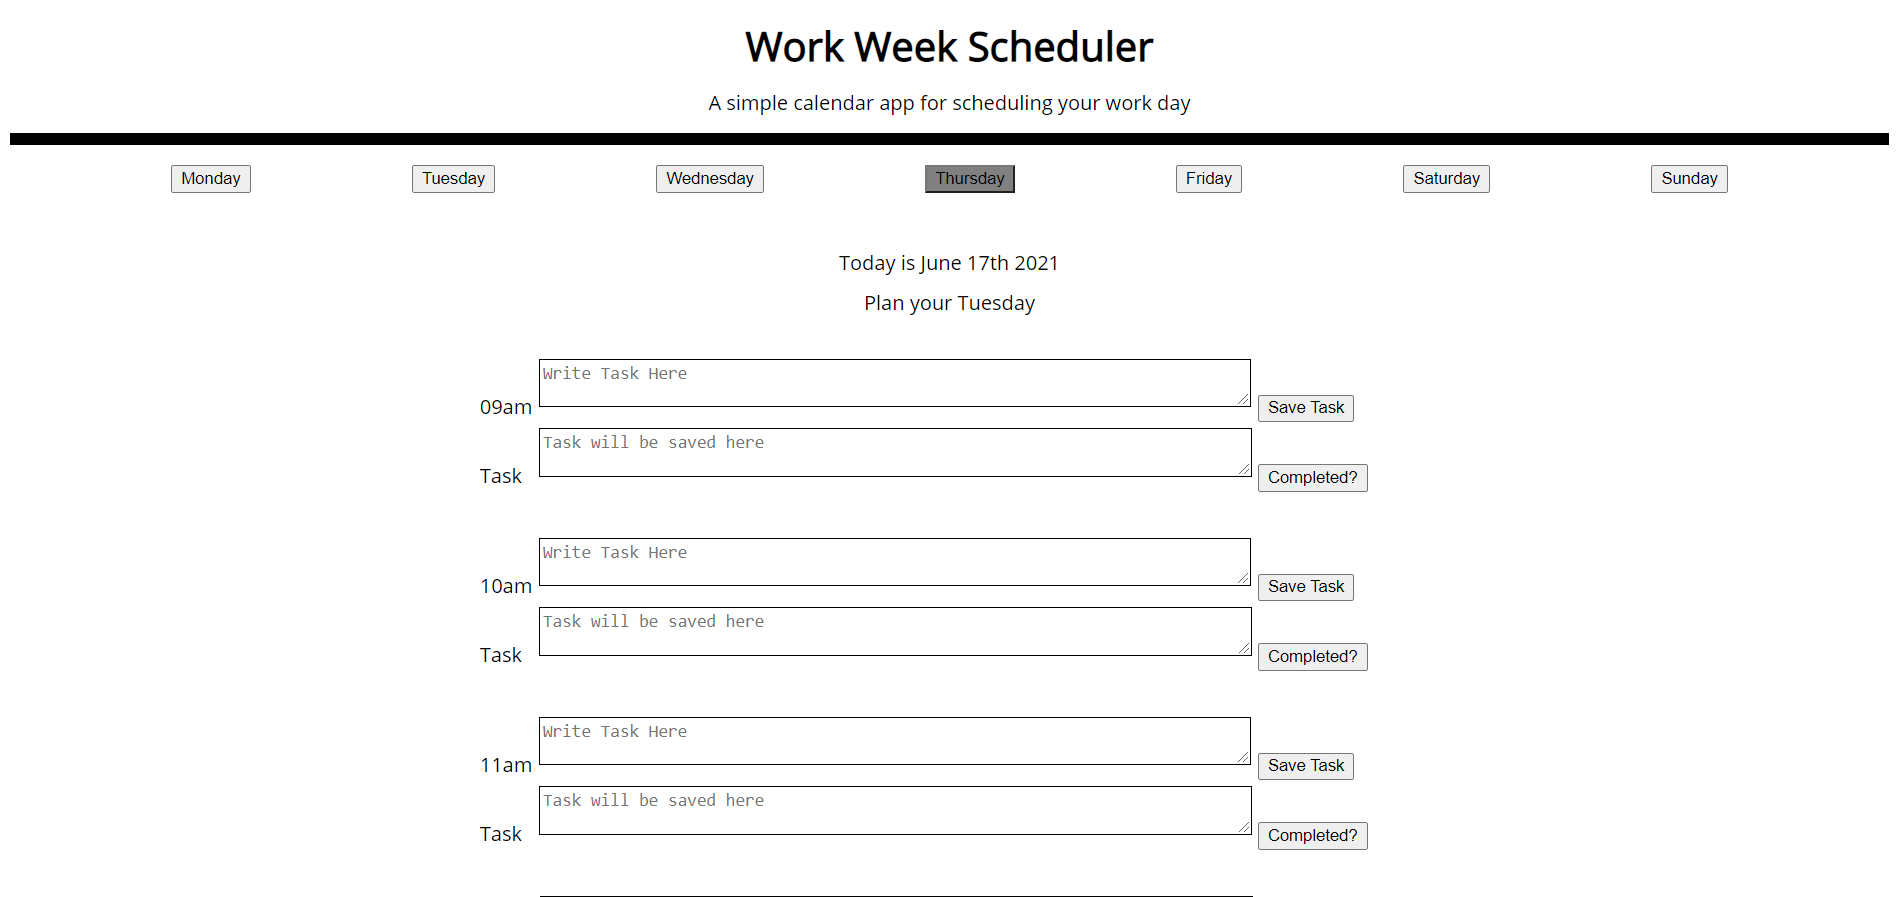 Work Week Scheduler
A simple calendar app for scheduling your work day
Monday Tuesday Wednesday Thursday Friday Saturday Sunday
Today is June 17th 2021
Plan your Tuesday
Write Task Here
09am Save Task
Task will be saved here
Task Completed?
Write Task Here
10am Save Task
Task will be saved here
Task Completed?
Write Task Here
11am Save Task
Task will be saved here
Task Completed?